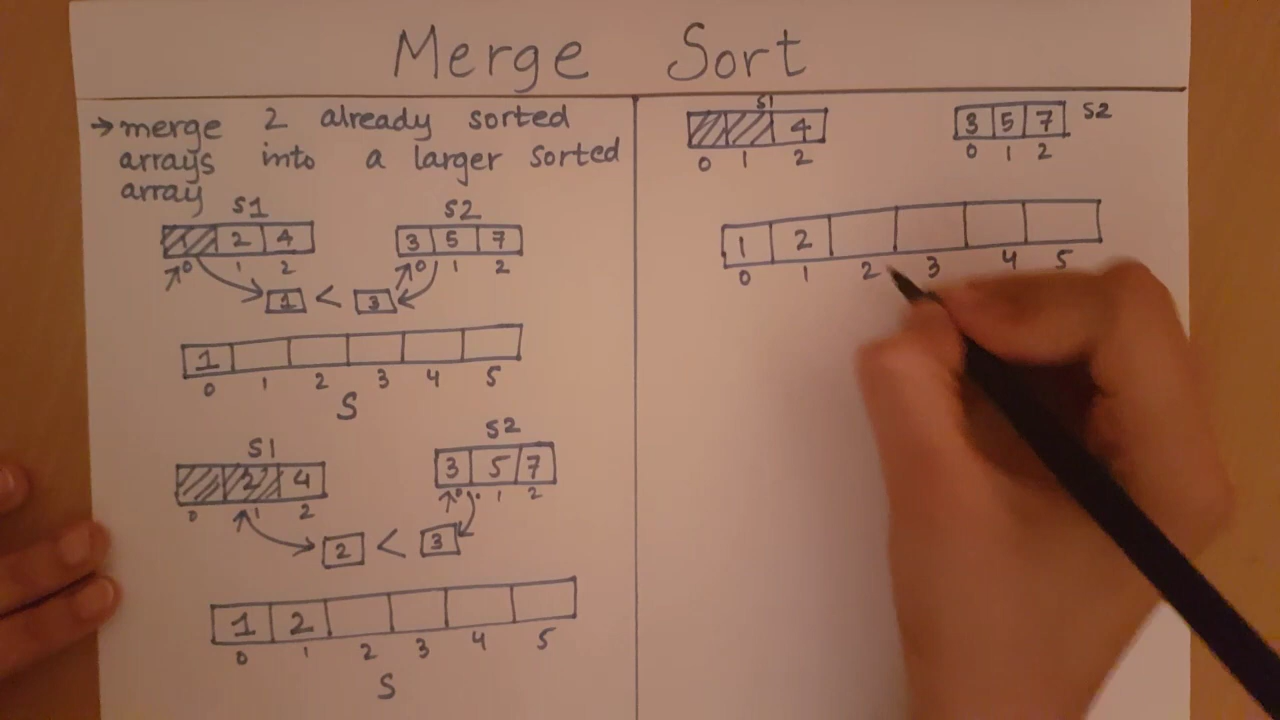 Merge Sort
→ merge 2 already sorted
arrays into a larger sorted
array
S1 S2
2 4 3 5 7
0 1 2 0 1 2
1 < 3
1
0 1 2 3 4 5
S
S1 S2
2 4 3 5 7
0 1 2 0 1 2
2 < 3
1 2
0 1 2 3 4 5
S
S1
4 3 5 7 S2
0 1 2 0 1 2
1 2
0 1 2 3 4 5